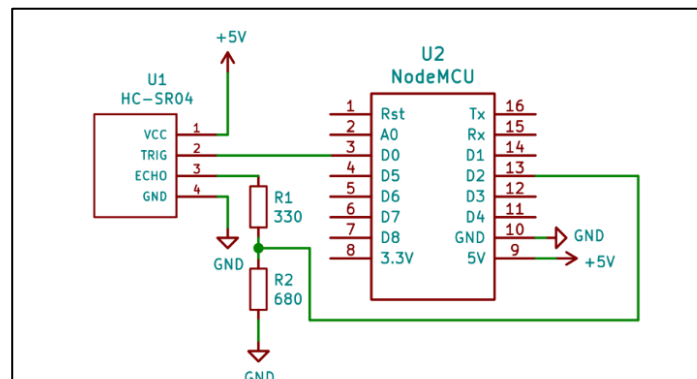 +5V
U1
HC-SR04
VCC 1
TRIG 2
ECHO 3
GND 4
R1
330
GND
R2
680
GND
U2
NodeMCU
1 Rst Tx 16
2 A0 Rx 15
3 D0 D1 14
4 D5 D2 13
5 D6 D3 12
6 D7 D4 11
7 D8 GND 10 GND
8 3.3V 5V 9 +5V